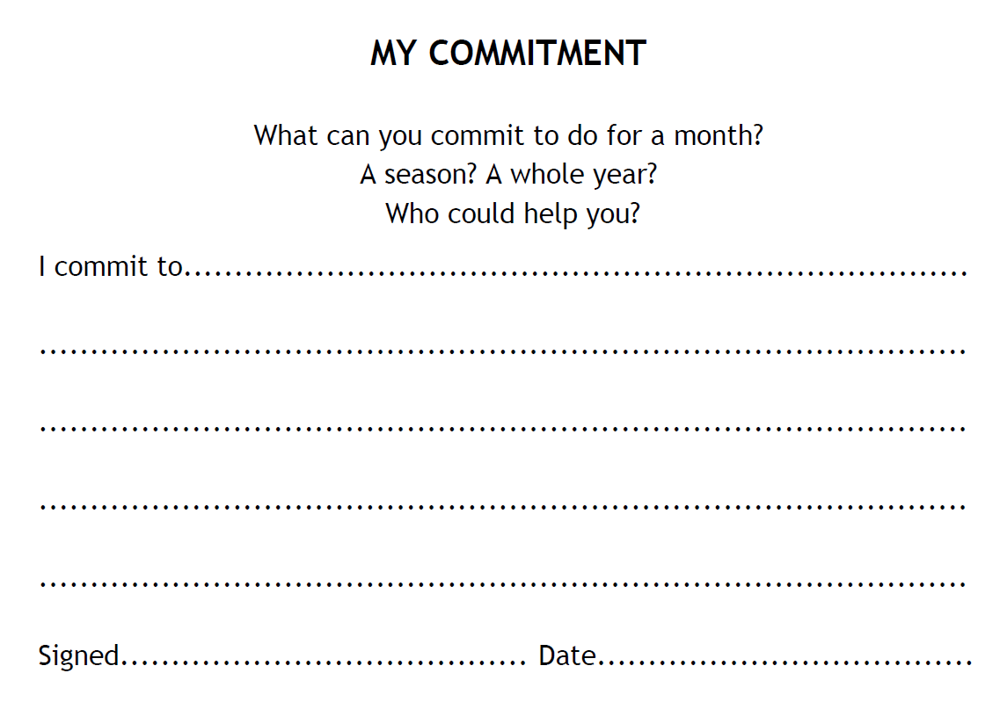 MY COMMITMENT
What can you commit to do for a month?
A season? A whole year?
Who could help you?
I commit to.............................................................................
...........................................................................................
...........................................................................................
...........................................................................................
...........................................................................................
Signed........................................ Date.....................................